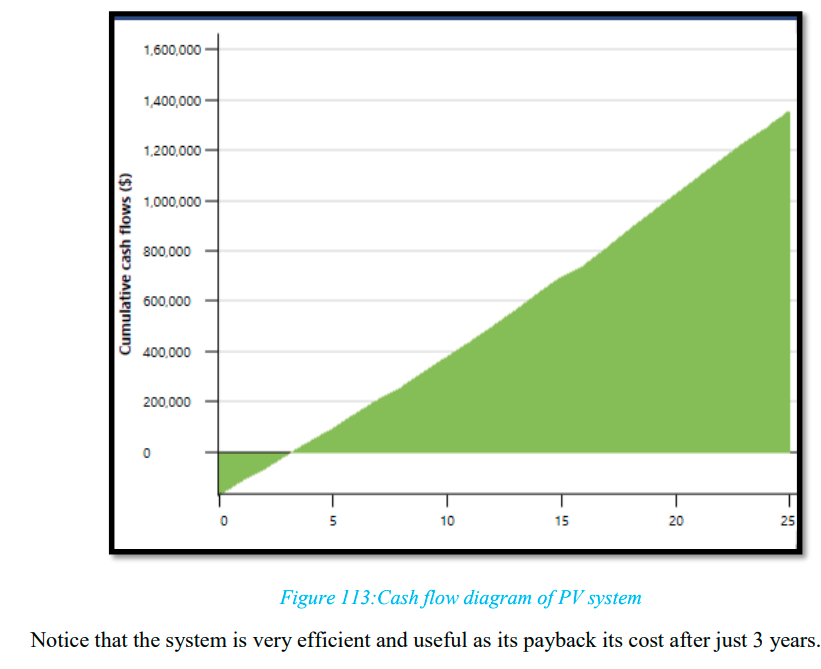 1,600,000
1,400,000
1,200,000
1,000,000
800,000
600,000
400,000
200,000
0
Cumulative cash flows ($)
0 5 10 15 20 25
Figure 113:Cash flow diagram of PV system
Notice that the system is very efficient and useful as its payback its cost after just 3 years.